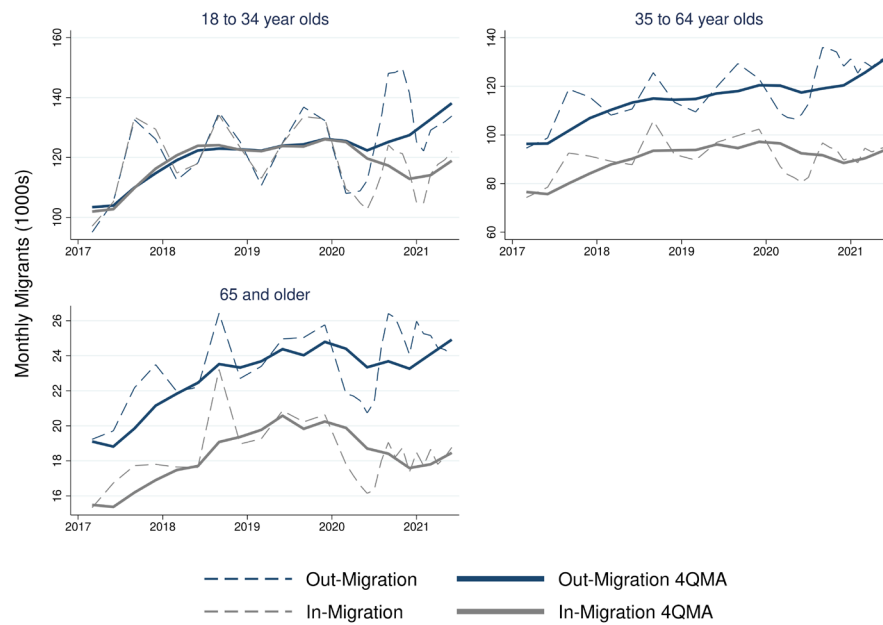 18 to 34 year olds
35 to 64 year olds
160
140
120
100
2017 2018 2019 2020 2021
140
120
100
80
60
2017 2018 2019 2020 2021
Monthly Migrants (1000s)
65 and older
26
24
22
20
18
16
2017 2018 2019 2020 2021
Out-Migration
Out-Migration 4QMA
In-Migration
In-Migration 4QMA